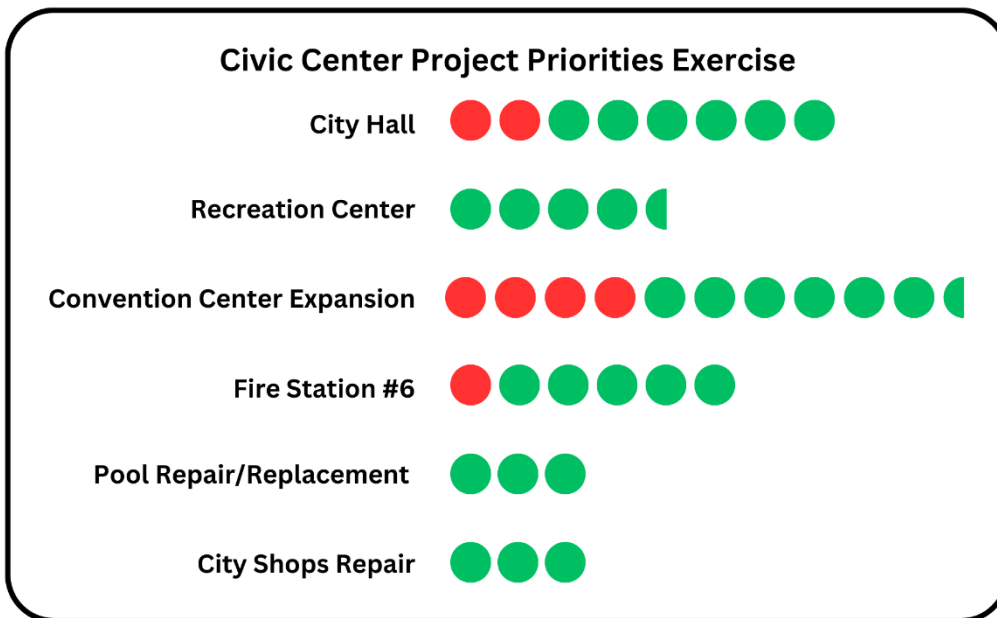 Civic Center Project Priorities Exercise
City Hall
Recreation Center
Convention Center Expansion
Fire Station #6
Pool Repair/Replacement
City Shops Repair